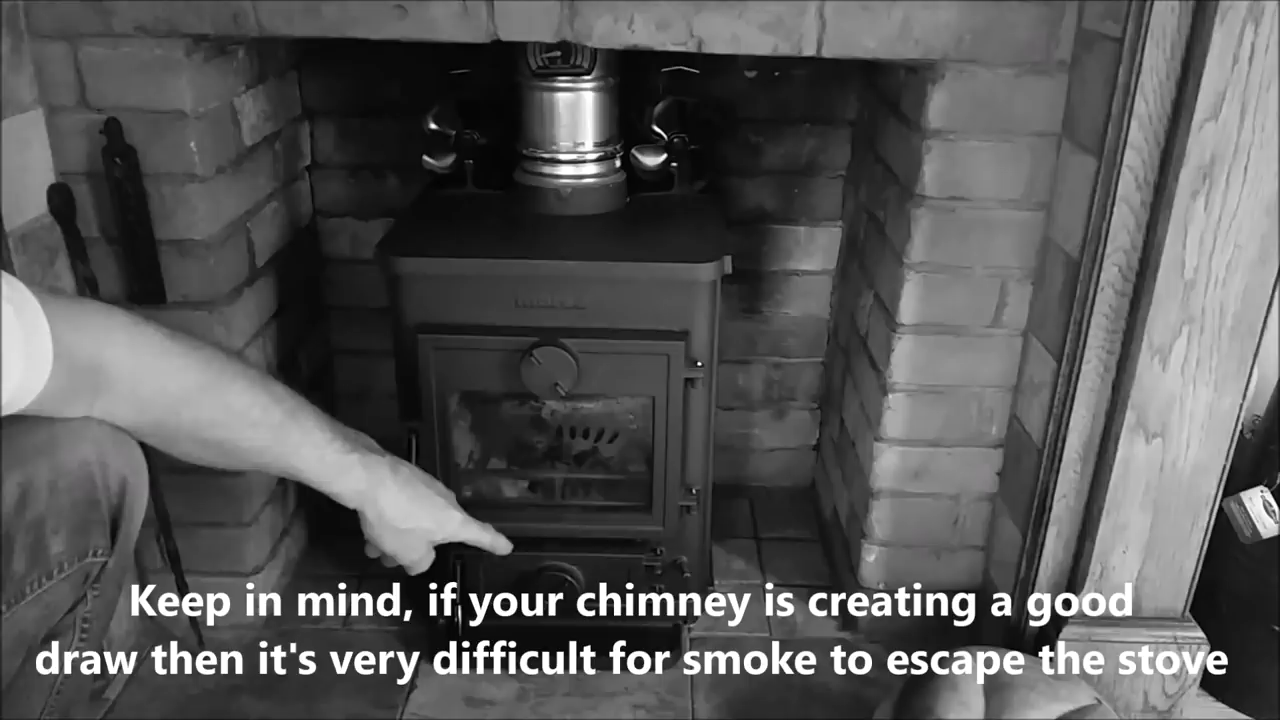 Keep in mind, if your chimney is creating a good
draw then it's very difficult for smoke to escape the stove